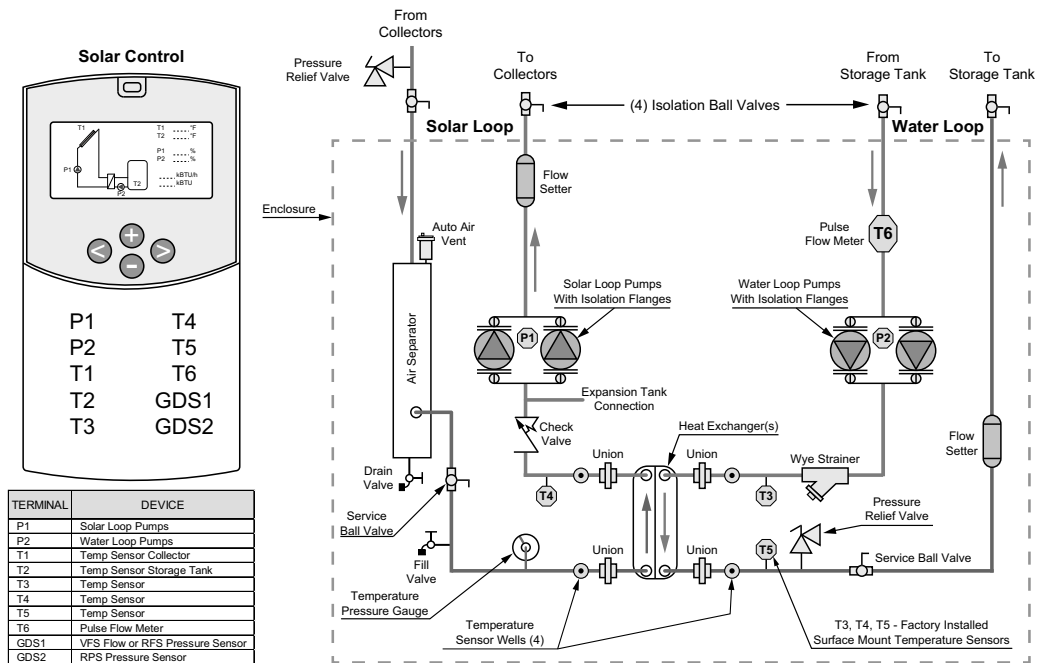 Solar Control
T1
P1
P2
T2
T1 ...... °F
T2 ...... °F
P1 ...... %
P2 ...... %
...... kBTU/h
...... kBTU
< + >
−
P1 T4
P2 T5
T1 T6
T2 GDS1
T3 GDS2
TERMINAL DEVICE
P1 Solar Loop Pumps
P2 Water Loop Pumps
T1 Temp Sensor Collector
T2 Temp Sensor Storage Tank
T3 Temp Sensor
T4 Temp Sensor
T5 Temp Sensor
T6 Pulse Flow Meter
GDS1 VFS Flow or RFS Pressure Sensor
GDS2 RPS Pressure Sensor
From
Collectors
Pressure
Relief Valve
To
Collectors
(4) Isolation Ball Valves
From
Storage Tank
To
Storage Tank
Solar Loop
Water Loop
Enclosure
Flow
Setter
Auto Air
Vent
Pulse
Flow Meter
T6
Solar Loop Pumps
With Isolation Flanges
Water Loop Pumps
With Isolation Flanges
P1
P2
Air Separator
Expansion Tank
Connection
Check
Valve
Heat Exchanger(s)
Union
Union
Wye Strainer
Flow
Setter
Drain
Valve
T4
T3
Service
Ball Valve
Pressure
Relief Valve
Fill
Valve
Union
Union
T5
Service Ball Valve
Temperature
Pressure Gauge
Temperature
Sensor Wells (4)
T3, T4, T5 - Factory Installed
Surface Mount Temperature Sensors